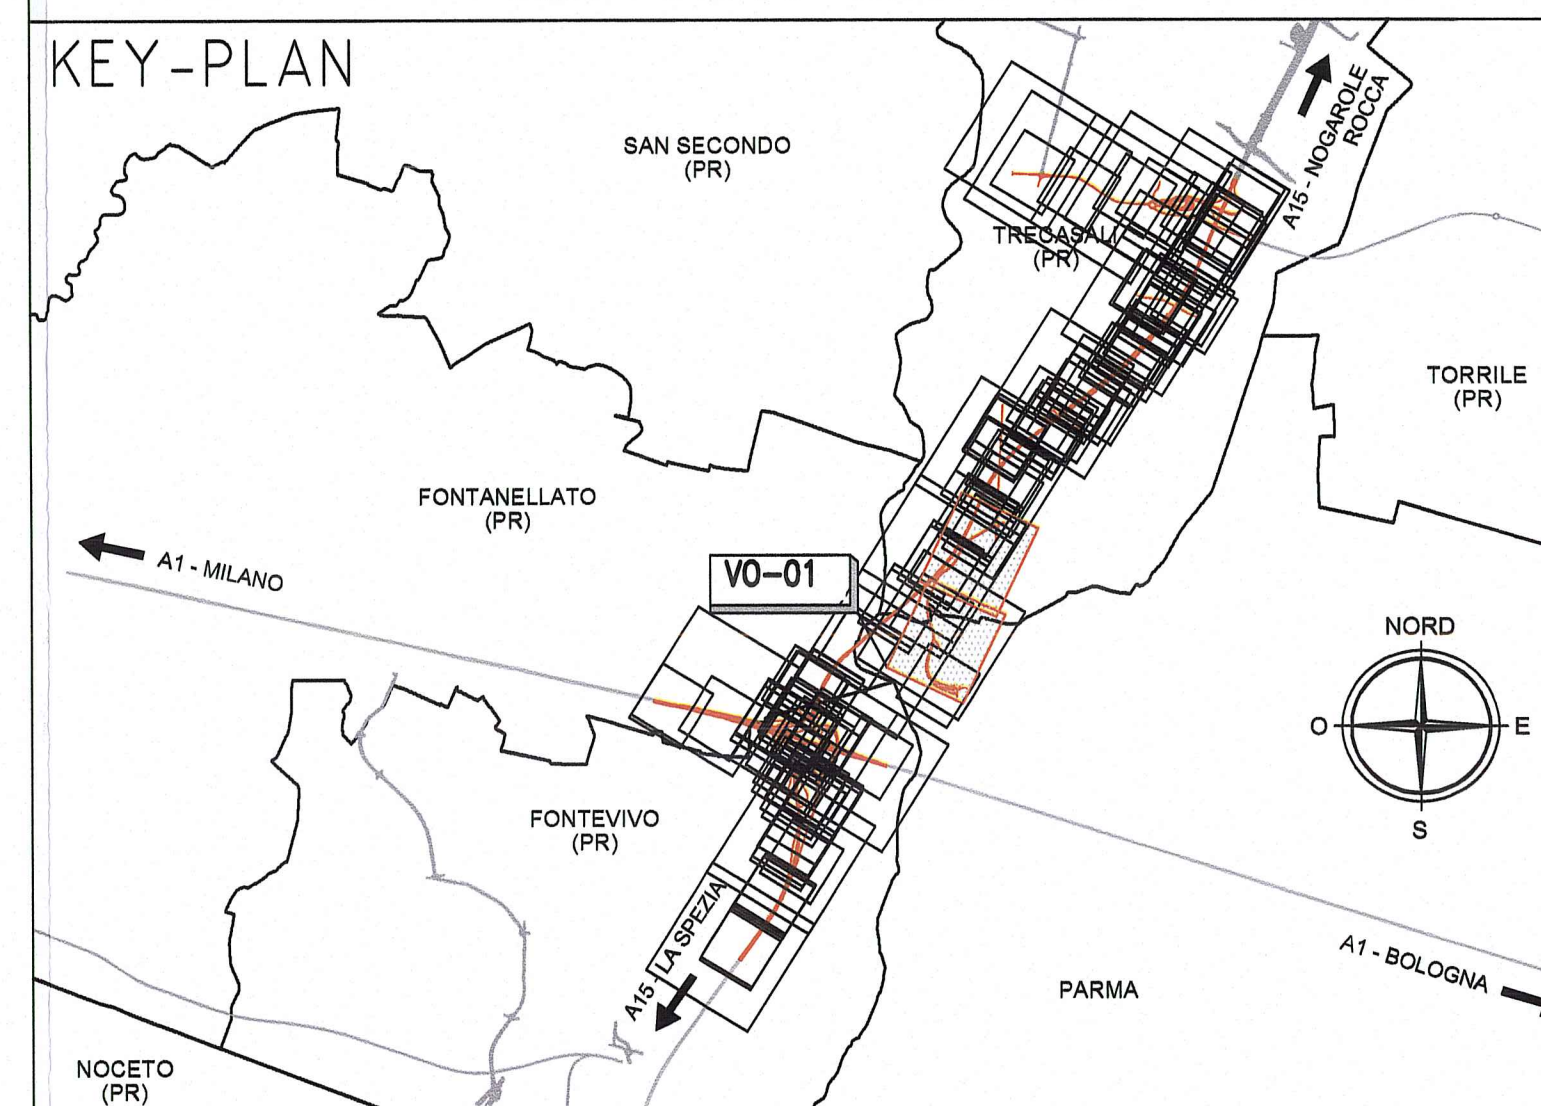 KEY-PLAN
SAN SECONDO
(PR)
A15 - NOGAROLE
ROCCA
TRECASALI
(PR)
TORRILE
(PR)
FONTANELLATO
(PR)
A1 - MILANO
VO-01
NORD
O
E
S
FONTEVIVO
(PR)
A15 - LA SPEZIA
A1 - BOLOGNA
PARMA
NOCETO
(PR)